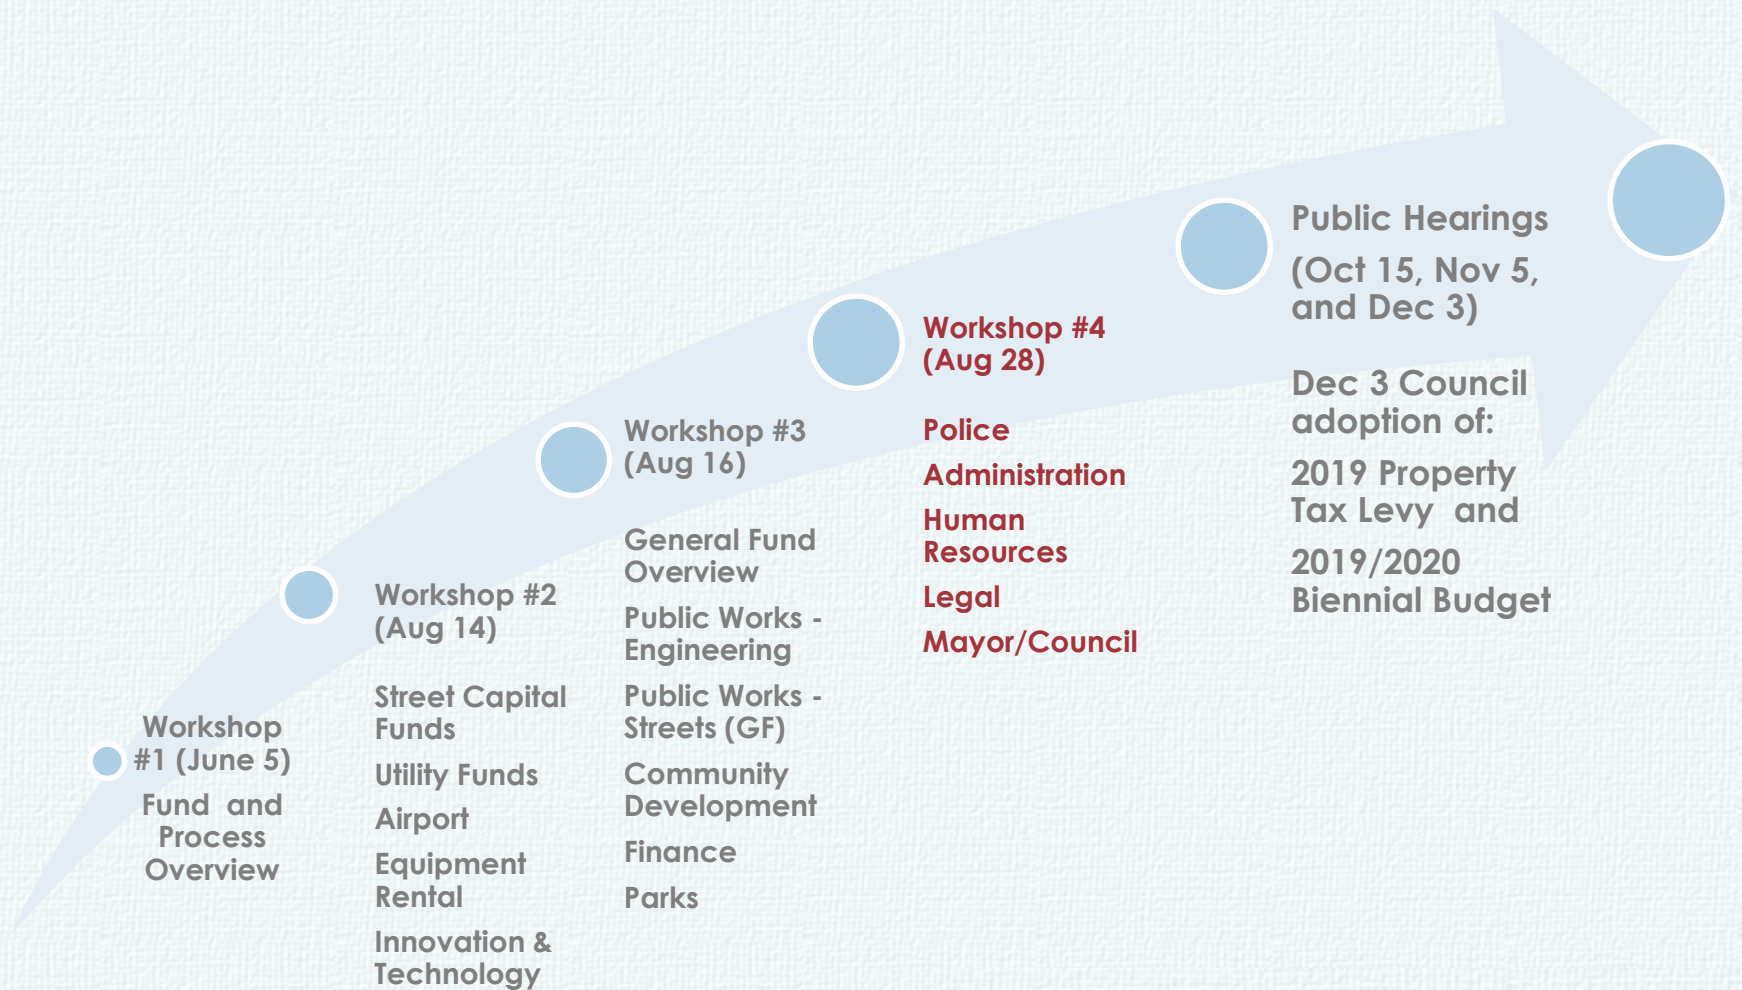 Workshop
#1 (June 5)
Fund and
Process
Overview
Workshop #2
(Aug 14)
Street Capital
Funds
Utility Funds
Airport
Equipment
Rental
Innovation &
Technology
Workshop #3
(Aug 16)
General Fund
Overview
Public Works -
Engineering
Public Works -
Streets (GF)
Community
Development
Finance
Parks
Workshop #4
(Aug 28)
Police
Administration
Human
Resources
Legal
Mayor/Council
Public Hearings
(Oct 15, Nov 5,
and Dec 3)
Dec 3 Council
adoption of:
2019 Property
Tax Levy and
2019/2020
Biennial Budget